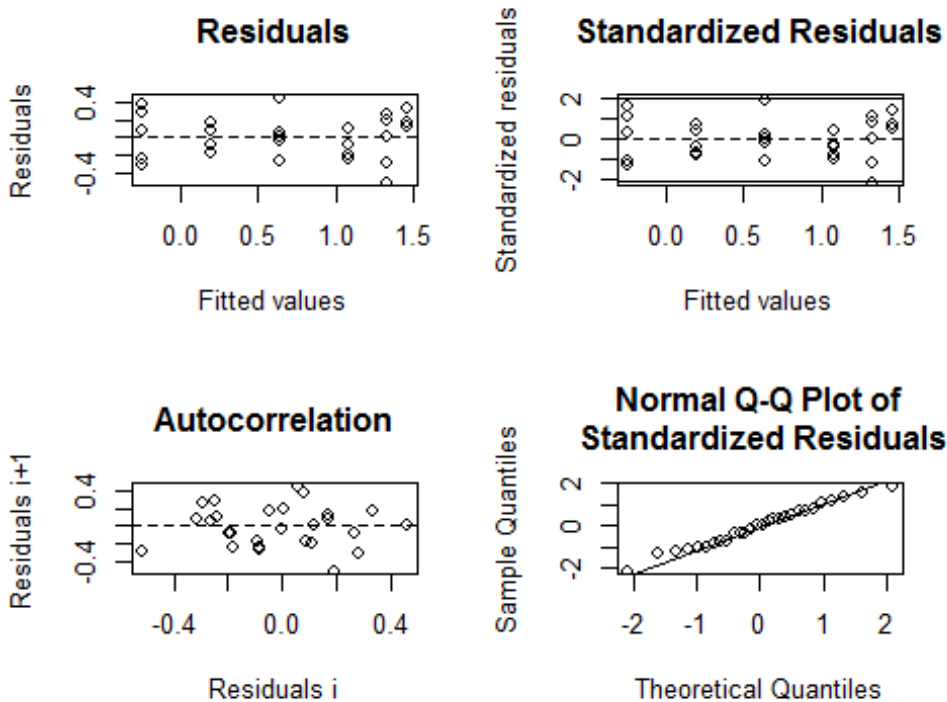 Residuals
Residuals
0.4
-0.4
0.0 0.5 1.0 1.5
Fitted values
Standardized Residuals
Standardized residuals
2
0
-2
0.0 0.5 1.0 1.5
Fitted values
Autocorrelation
Residuals i+1
0.4
-0.4
-0.4 0.0 0.4
Residuals i
Normal Q-Q Plot of
Standardized Residuals
Sample Quantiles
2
0
-2
-2 -1 0 1 2
Theoretical Quantiles